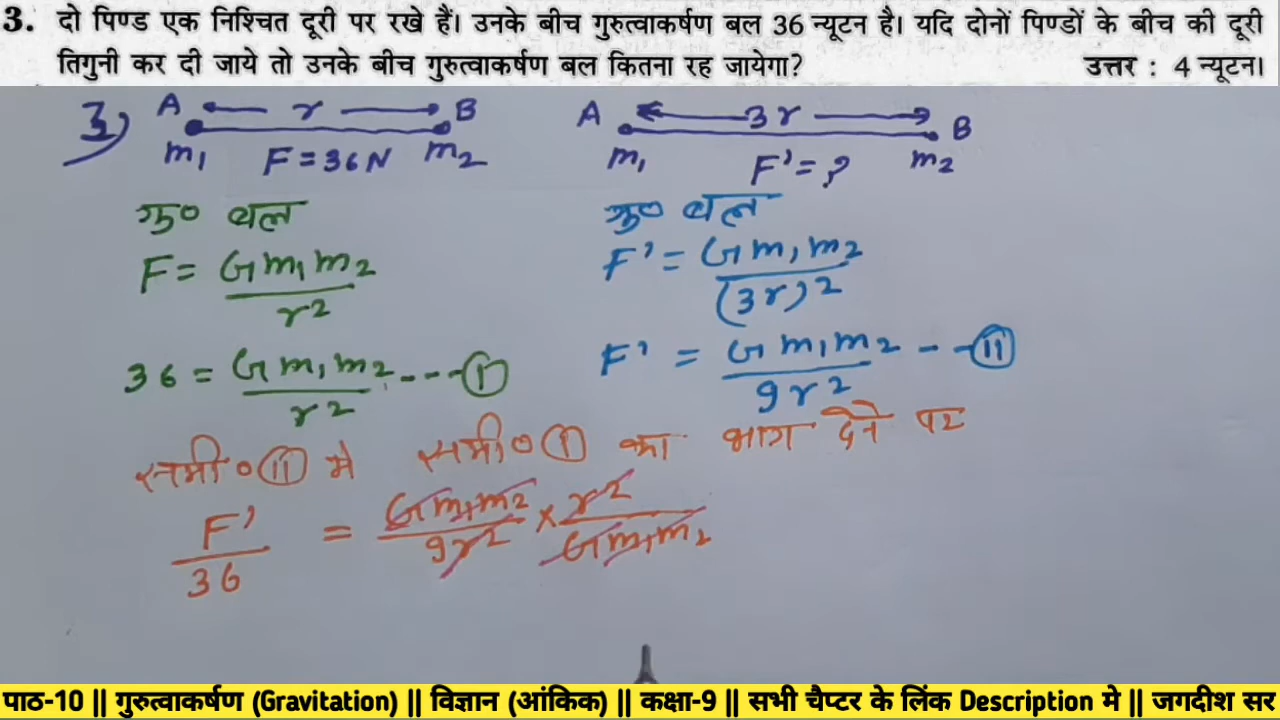 3. दो पिण्ड एक निश्चित दूरी पर रखे हैं। उनके बीच गुरुत्वाकर्षण बल 36 न्यूटन है। यदि दोनों पिण्डों के बीच की दूरी
तिगुनी कर दी जाये तो उनके बीच गुरुत्वाकर्षण बल कितना रह जायेगा? उत्तर : 4 न्यूटन।
3) A r B A 3r B
m₁ F = 36N m₂ m₁ F' = ? m₂
गु० बल गु० बल
F = Gm₁m₂ / r² F' = Gm₁m₂ / (3r)²
36 = Gm₁m₂ / r² --- (I) F' = Gm₁m₂ / 9r² -- (II)
समी० (II) मे समी० (I) का भाग देने पर
F' / 36 = Gm₁m₂ / 9r² × r² / Gm₁m₂
पाठ-10 || गुरुत्वाकर्षण (Gravitation) || विज्ञान (आंकिक) || कक्षा-9 || सभी चैप्टर के लिंक Description मे || जगदीश सर